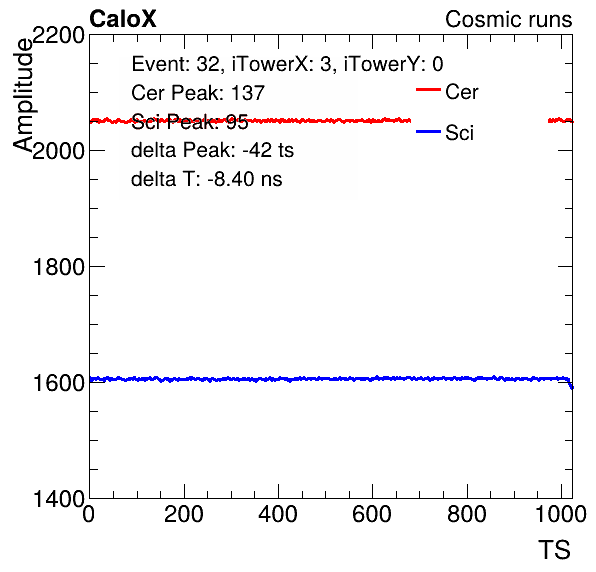 CaloX Cosmic runs
Amplitude
2200
2000
1800
1600
1400
Event: 32, iTowerX: 3, iTowerY: 0
Cer Peak: 137
Sci Peak: 95
delta Peak: -42 ts
delta T: -8.40 ns
Cer
Sci
0 200 400 600 800 1000
TS